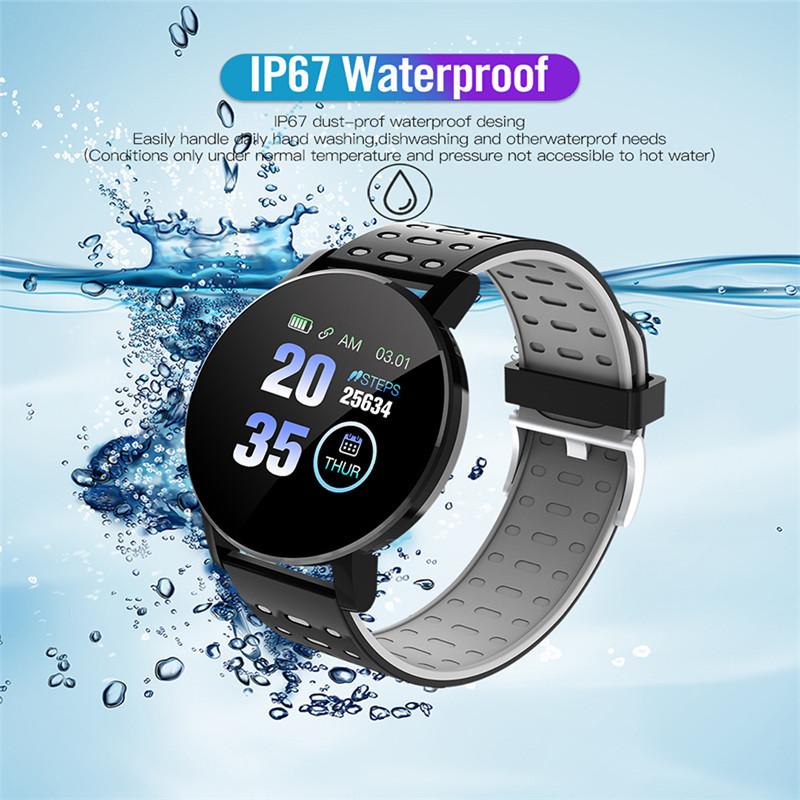 IP67 Waterproof
IP67 dust-prof waterproof desing
Easily handle daily hand washing,dishwashing and otherwaterprof needs
(Conditions only under normal temperature and pressure not accessible to hot water)
AM 03.01
20
STEPS
25634
35
THUR